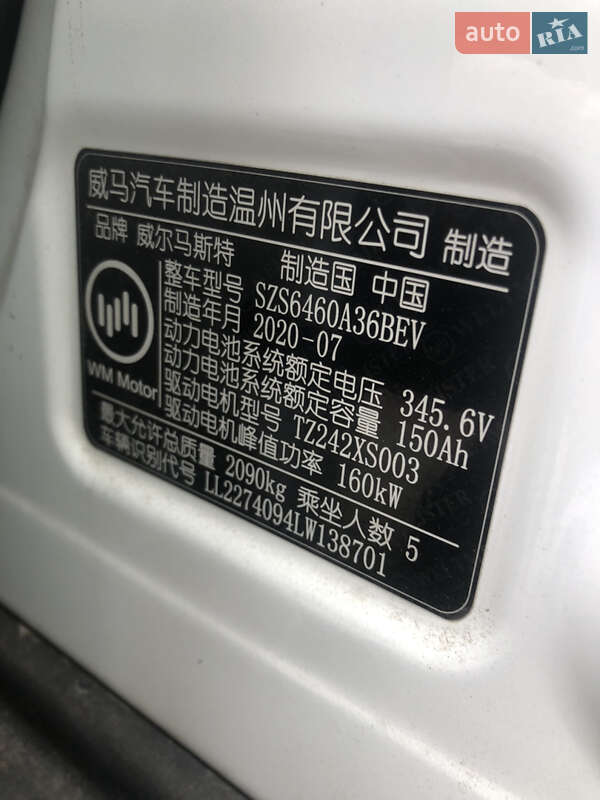 auto RIA.com
威马汽车制造温州有限公司 制造
品牌 威尔马斯特 制造国 中国
整车型号 SZS6460A36BEV
制造年月 2020-07
动力电池系统额定电压 345.6V
动力电池系统额定容量 150Ah
驱动电机型号 TZ242XS003
驱动电机峰值功率 160kW
WM Motor
最大允许总质量 2090kg 乘坐人数 5
车辆识别代号 LL2274094LW138701